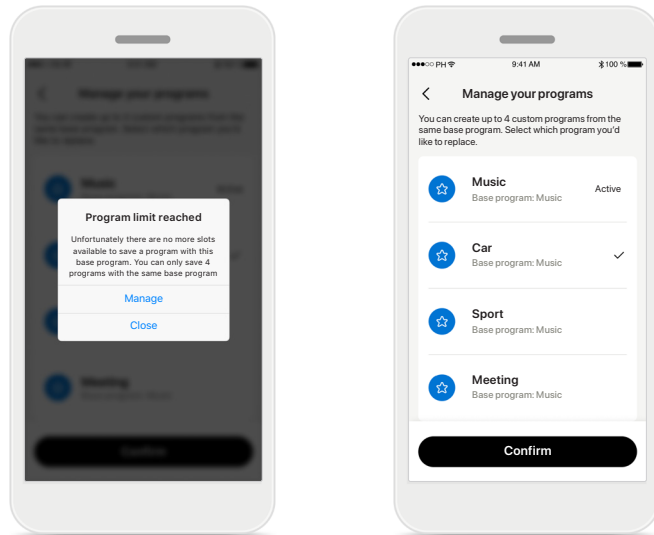 Program limit reached
Unfortunately there are no more slots
available to save a program with this
base program. You can only save 4
programs with the same base program
Manage
Close
PH
9:41 AM
100 %
Manage your programs
You can create up to 4 custom programs from the
same base program. Select which program you'd
like to replace.
Music
Base program: Music
Active
Car
Base program: Music
Sport
Base program: Music
Meeting
Base program: Music
Confirm